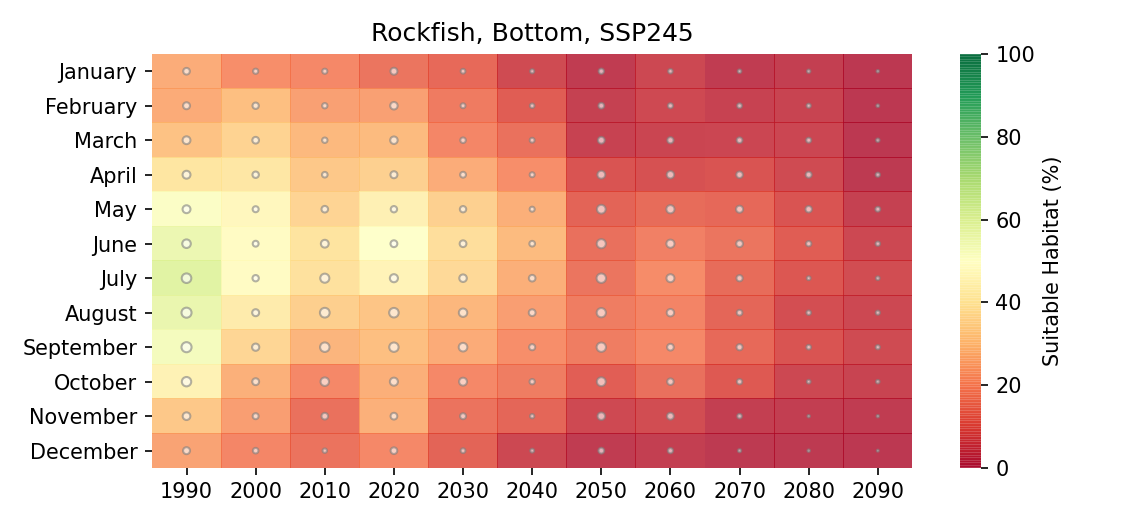 Rockfish, Bottom, SSP245
January
February
March
April
May
June
July
August
September
October
November
December
1990 2000 2010 2020 2030 2040 2050 2060 2070 2080 2090
100
80
60
40
20
0
Suitable Habitat (%)